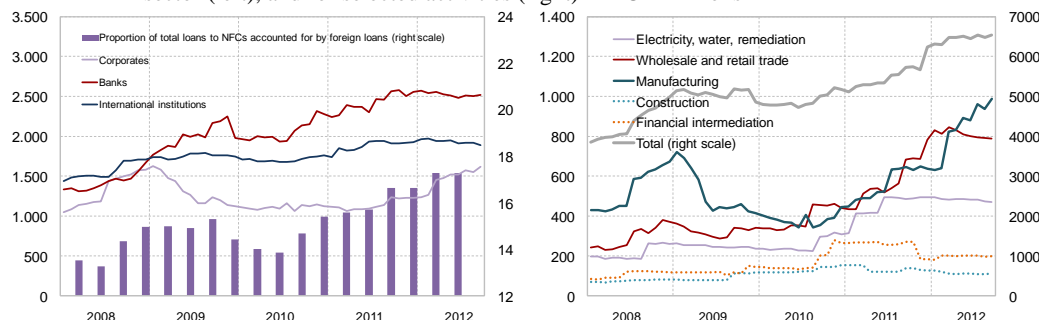 3.500
3.000
2.500
2.000
1.500
1.000
500
0
24
22
20
18
16
14
12
Proportion of total loans to NFCs accounted for by foreign loans (right scale)
Corporates
Banks
International institutions
2008 2009 2010 2011 2012
1.400
1.200
1.000
800
600
400
200
0
7000
6000
5000
4000
3000
2000
1000
0
Electricity, water, remediation
Wholesale and retail trade
Manufacturing
Construction
Financial intermediation
Total (right scale)
2008 2009 2010 2011 2012